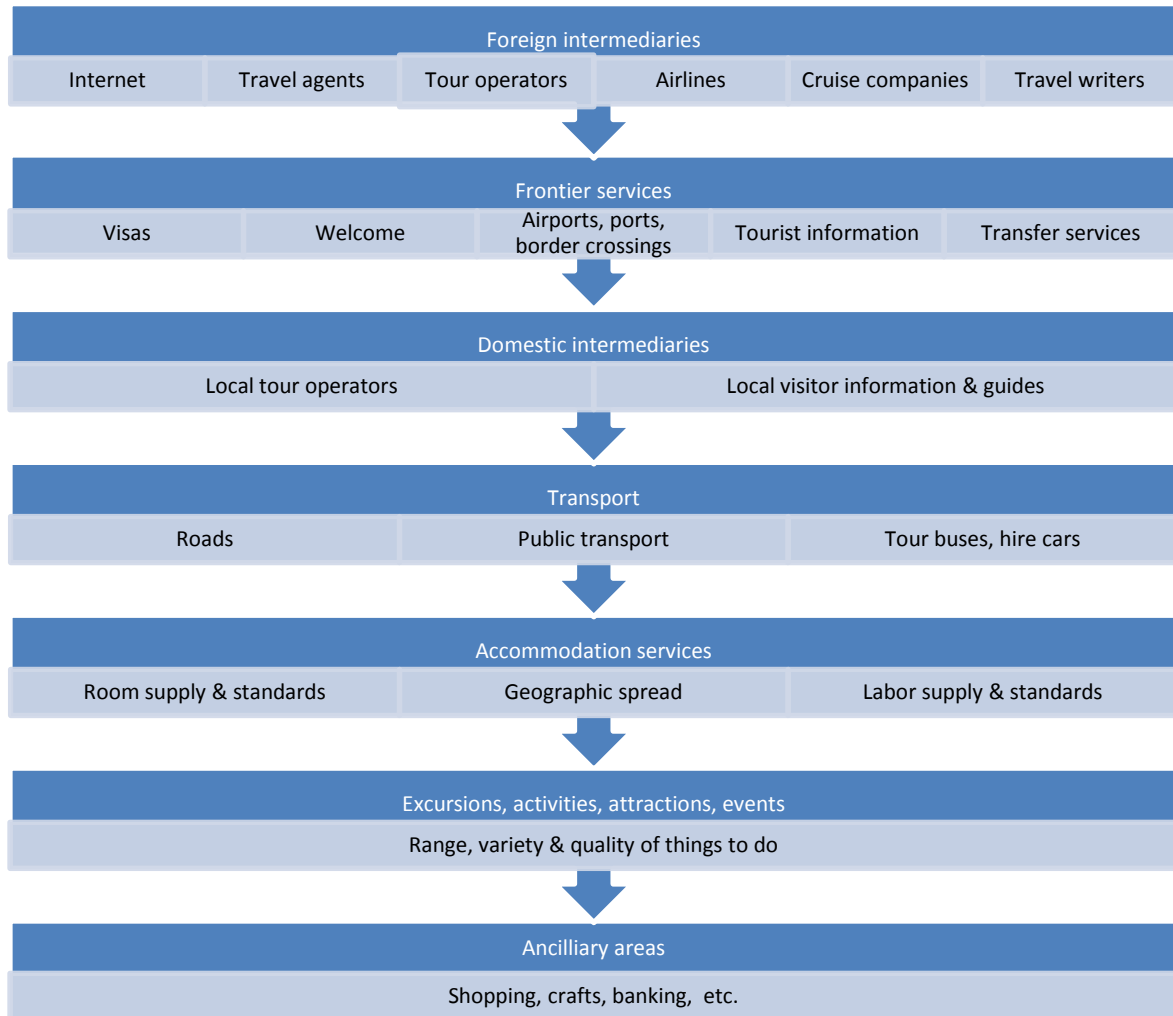 Foreign intermediaries
Internet
Travel agents
Tour operators
Airlines
Cruise companies
Travel writers
Frontier services
Visas
Welcome
Airports, ports,
border crossings
Tourist information
Transfer services
Domestic intermediaries
Local tour operators
Local visitor information & guides
Transport
Roads
Public transport
Tour buses, hire cars
Accommodation services
Room supply & standards
Geographic spread
Labor supply & standards
Excursions, activities, attractions, events
Range, variety & quality of things to do
Ancilliary areas
Shopping, crafts, banking, etc.